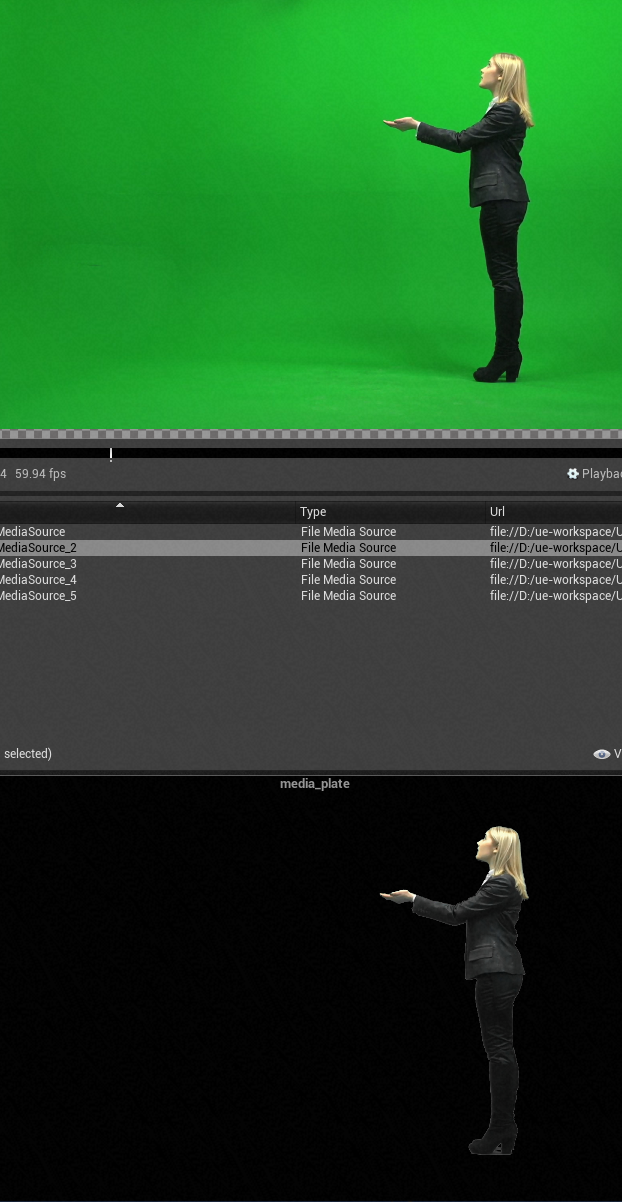 4 59.94 fps Playbac
Type Url
MediaSource File Media Source file://D:/ue-workspace/U
MediaSource_2 File Media Source file://D:/ue-workspace/U
MediaSource_3 File Media Source file://D:/ue-workspace/U
MediaSource_4 File Media Source file://D:/ue-workspace/U
MediaSource_5 File Media Source file://D:/ue-workspace/U
selected) V
media_plate